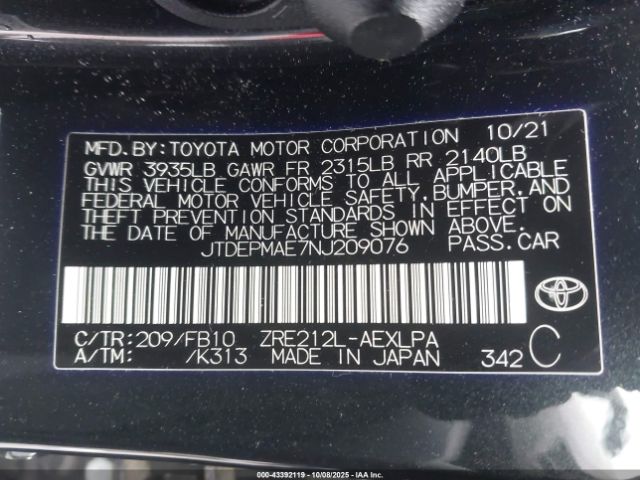 MFD. BY: TOYOTA MOTOR CORPORATION 10/21
GVWR 3935LB GAWR FR 2315LB RR 2140LB
THIS VEHICLE CONFORMS TO ALL APPLICABLE
FEDERAL MOTOR VEHICLE SAFETY, BUMPER, AND
THEFT PREVENTION STANDARDS IN EFFECT ON
THE DATE OF MANUFACTURE SHOWN ABOVE.
JTDEPMAE7NJ209076 PASS. CAR
C/TR: 209/FB10 ZRE212L-AEXLPA
A/TM: /K313 MADE IN JAPAN 342 C
TOYOTA
000-43392119 - 10/08/2025 - IAAI.CA